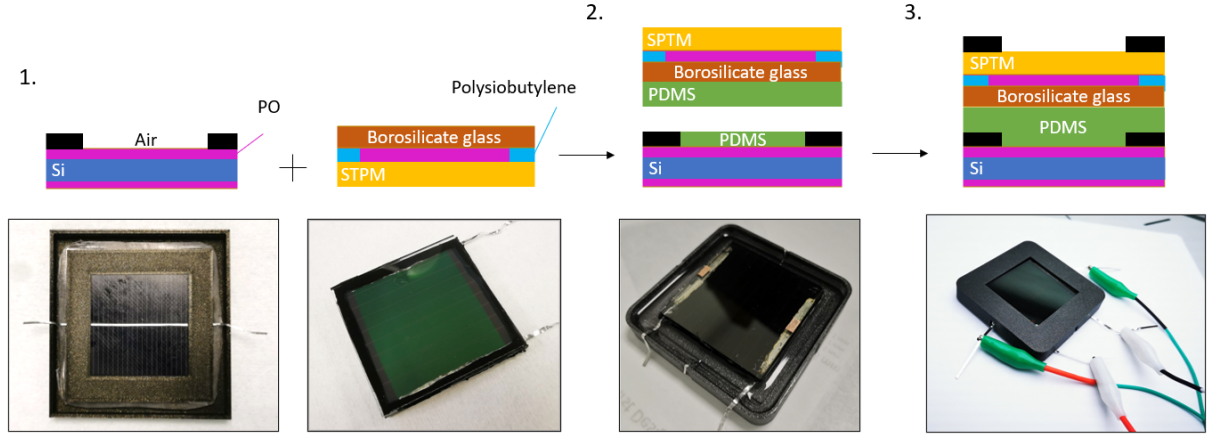 1.
Air
Si
PO
Borosilicate glass
STPM
Polysiobutylene
2.
SPTM
Borosilicate glass
PDMS
PDMS
Si
3.
SPTM
Borosilicate glass
PDMS
Si